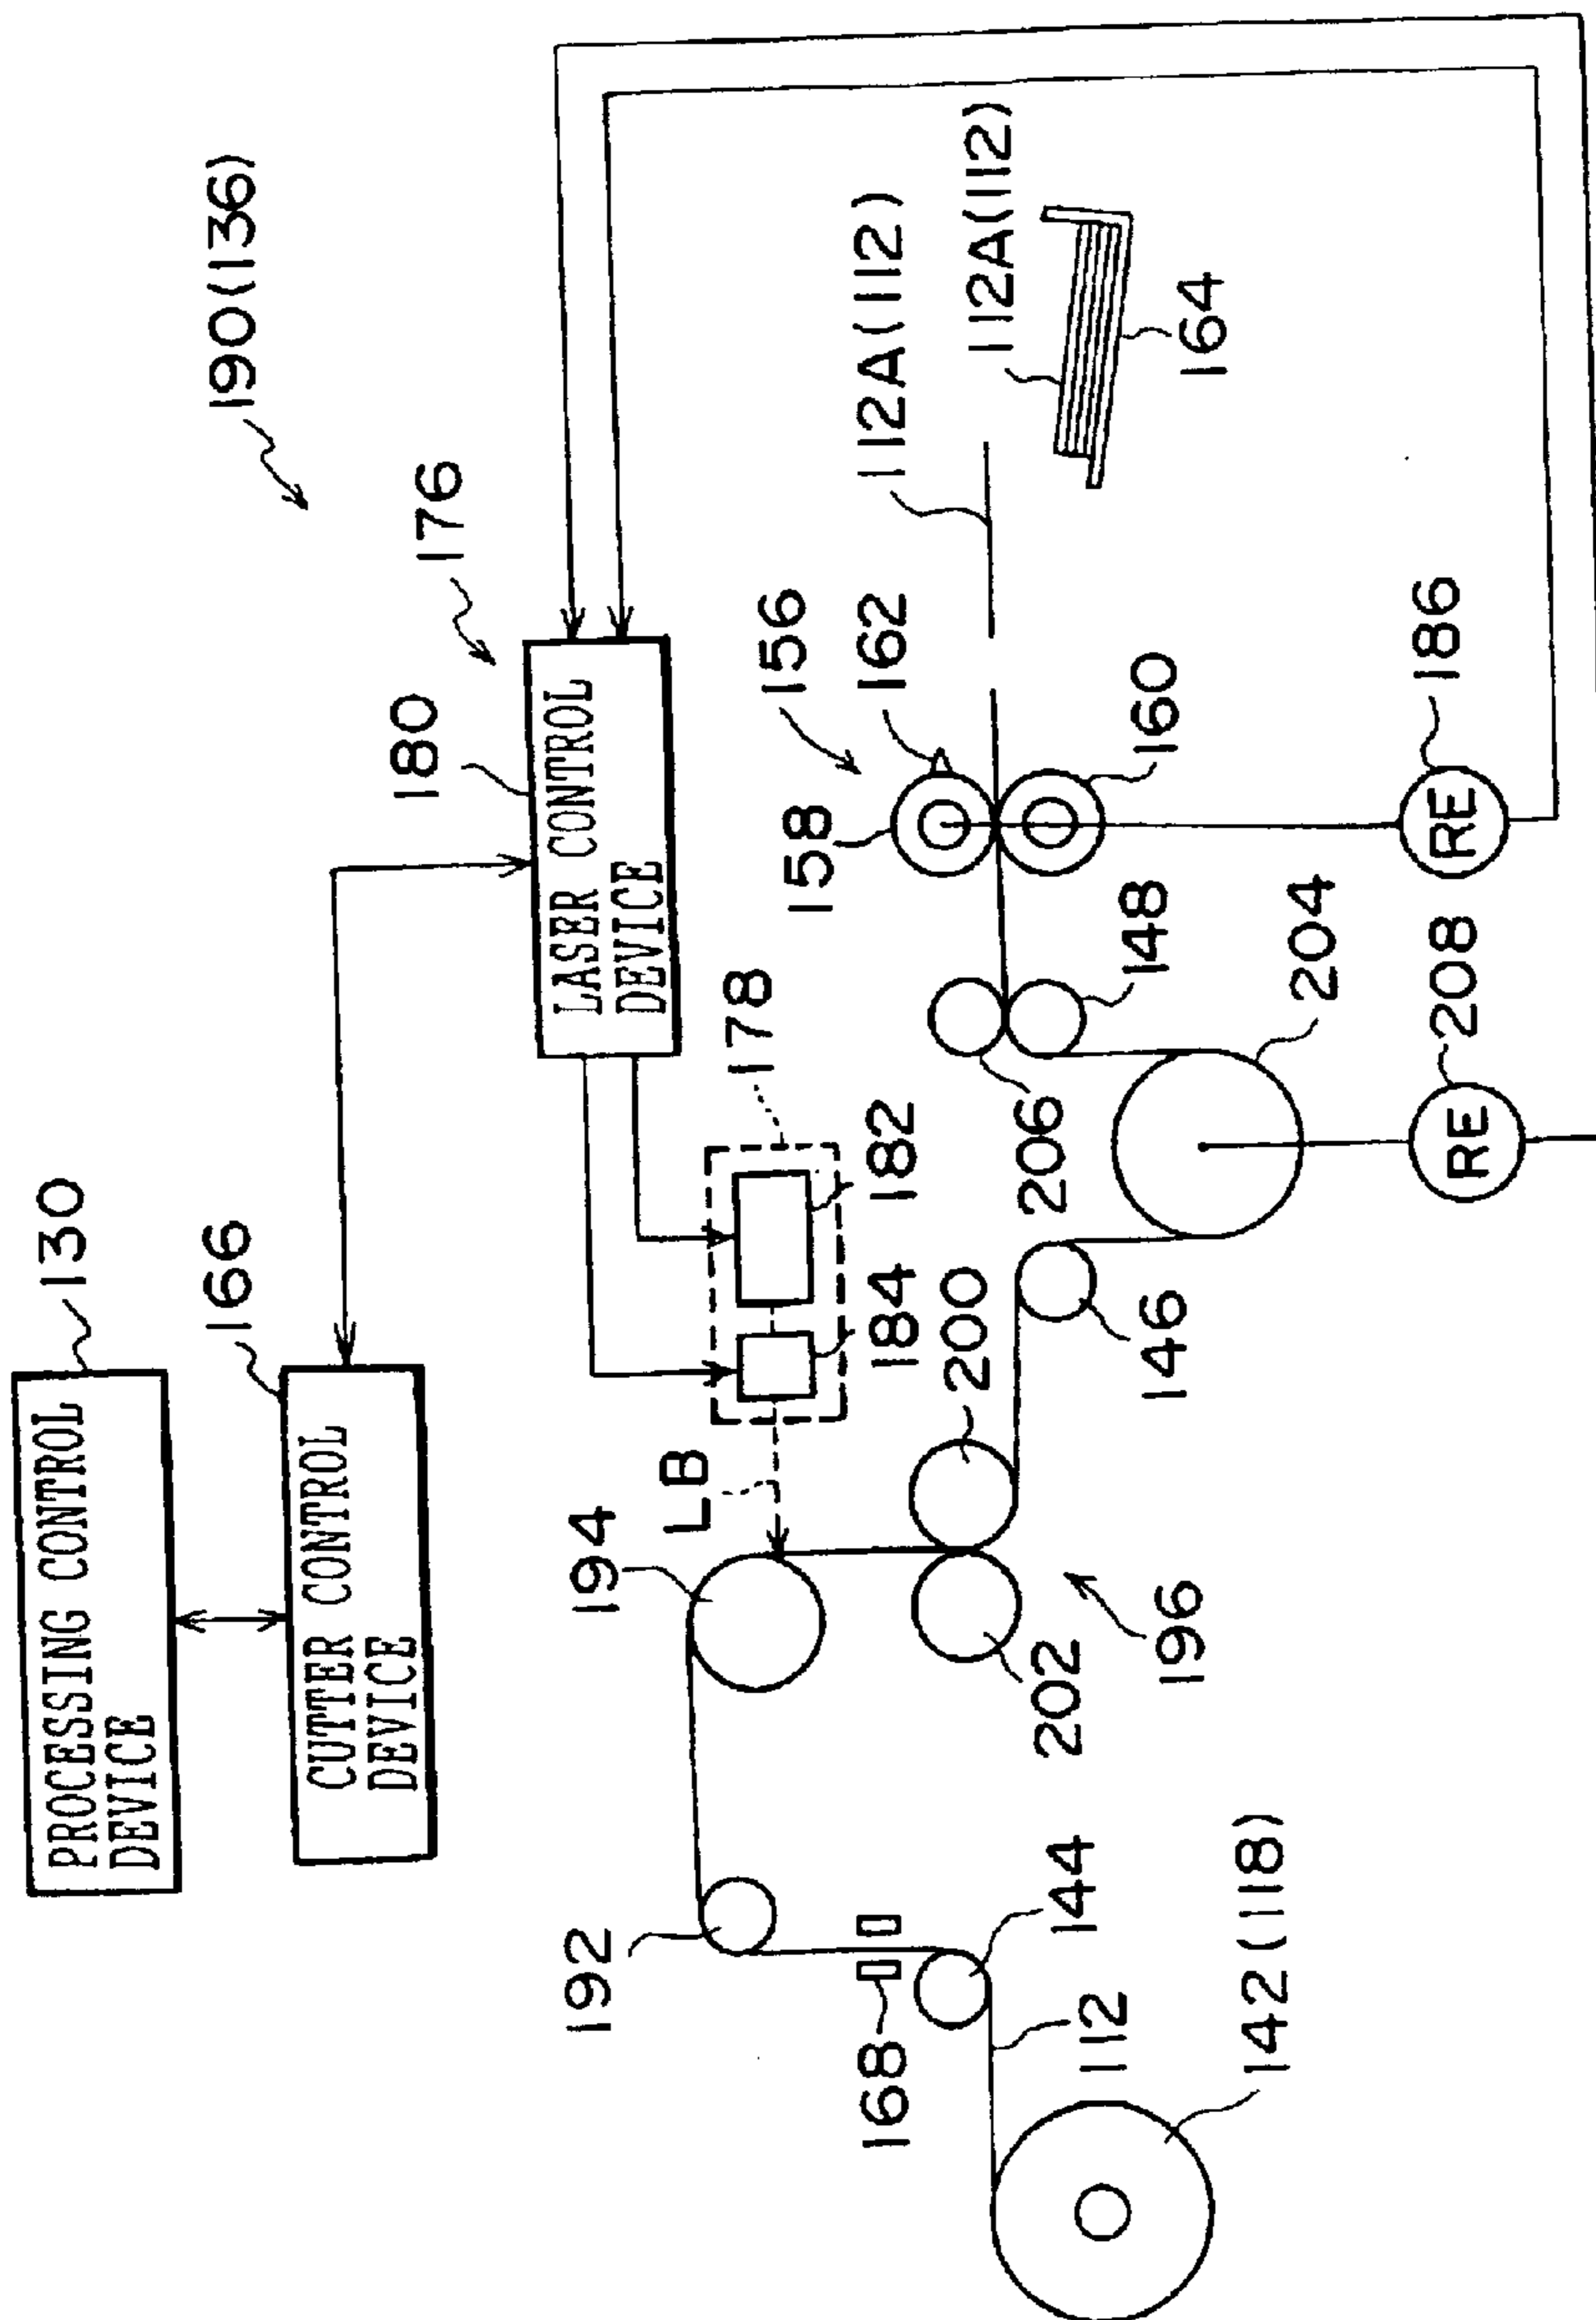 190(136)
PROCESSING CONTROL
DEVICE
130
CUTTER CONTROL
DEVICE
166
180
176
LASER CONTROL
DEVICE
178
182
184
LB
194
192
168
144
112
142(118)
202
196
200
146
206
148
204
208
RE
158
156
162
160
186
RE
112A(112)
112A(112)
164